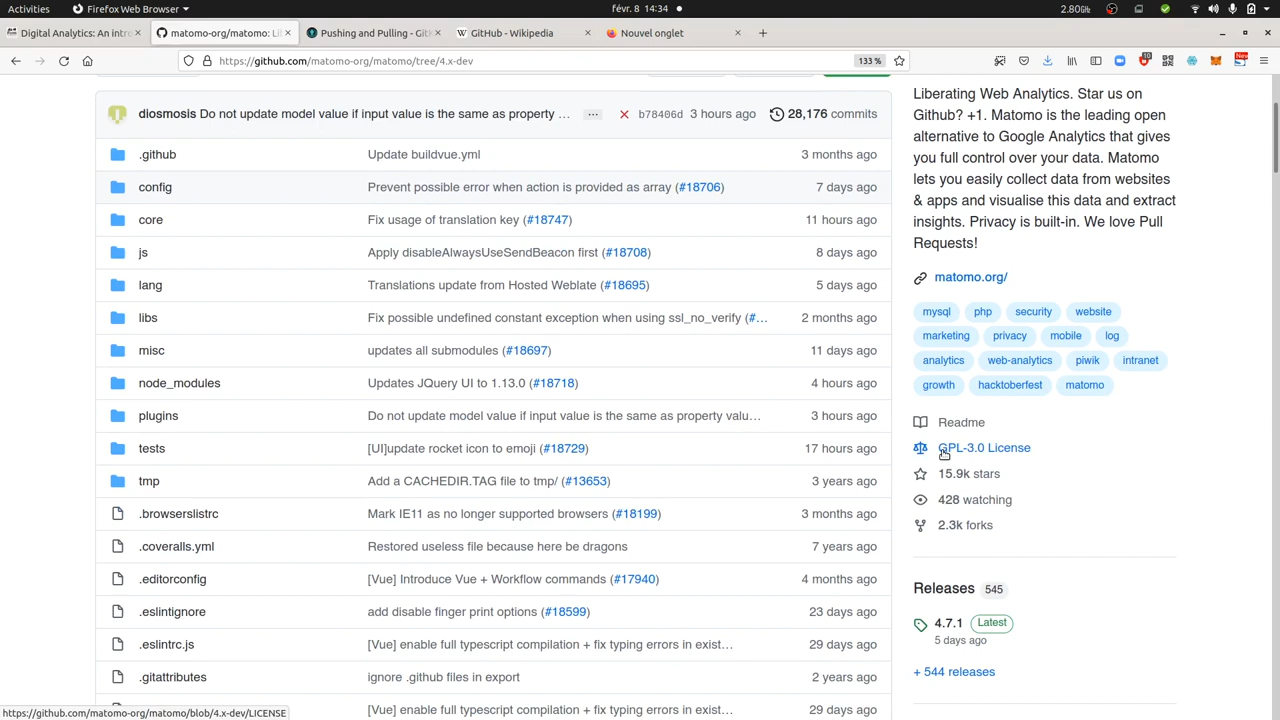 Activities
Firefox Web Browser
févr. 8 14:34
2.80GHz
Digital Analytics: An intro
matomo-org/matomo: Li
Pushing and Pulling - Gitk
GitHub - Wikipedia
Nouvel onglet
https://github.com/matomo-org/matomo/tree/4.x-dev
133 %
New
diosmosis Do not update model value if input value is the same as property … ... b78406d 3 hours ago 28,176 commits
.github Update buildvue.yml 3 months ago
config Prevent possible error when action is provided as array (#18706) 7 days ago
core Fix usage of translation key (#18747) 11 hours ago
js Apply disableAlwaysUseSendBeacon first (#18708) 8 days ago
lang Translations update from Hosted Weblate (#18695) 5 days ago
libs Fix possible undefined constant exception when using ssl_no_verify (#… 2 months ago
misc updates all submodules (#18697) 11 days ago
node_modules Updates JQuery UI to 1.13.0 (#18718) 4 hours ago
plugins Do not update model value if input value is the same as property valu… 3 hours ago
tests [UI]update rocket icon to emoji (#18729) 17 hours ago
tmp Add a CACHEDIR.TAG file to tmp/ (#13653) 3 years ago
.browserslistrc Mark IE11 as no longer supported browsers (#18199) 3 months ago
.coveralls.yml Restored useless file because here be dragons 7 years ago
.editorconfig [Vue] Introduce Vue + Workflow commands (#17940) 4 months ago
.eslintignore add disable finger print options (#18599) 23 days ago
.eslintrc.js [Vue] enable full typescript compilation + fix typing errors in exist… 29 days ago
.gitattributes ignore .github files in export 2 years ago
[Vue] enable full typescript compilation + fix typing errors in exist… 29 days ago
Liberating Web Analytics. Star us on
Github? +1. Matomo is the leading open
alternative to Google Analytics that gives
you full control over your data. Matomo
lets you easily collect data from websites
& apps and visualise this data and extract
insights. Privacy is built-in. We love Pull
Requests!
matomo.org/
mysql php security website
marketing privacy mobile log
analytics web-analytics piwik intranet
growth hacktoberfest matomo
Readme
GPL-3.0 License
15.9k stars
428 watching
2.3k forks
Releases 545
4.7.1 Latest
5 days ago
+ 544 releases
https://github.com/matomo-org/matomo/blob/4.x-dev/LICENSE